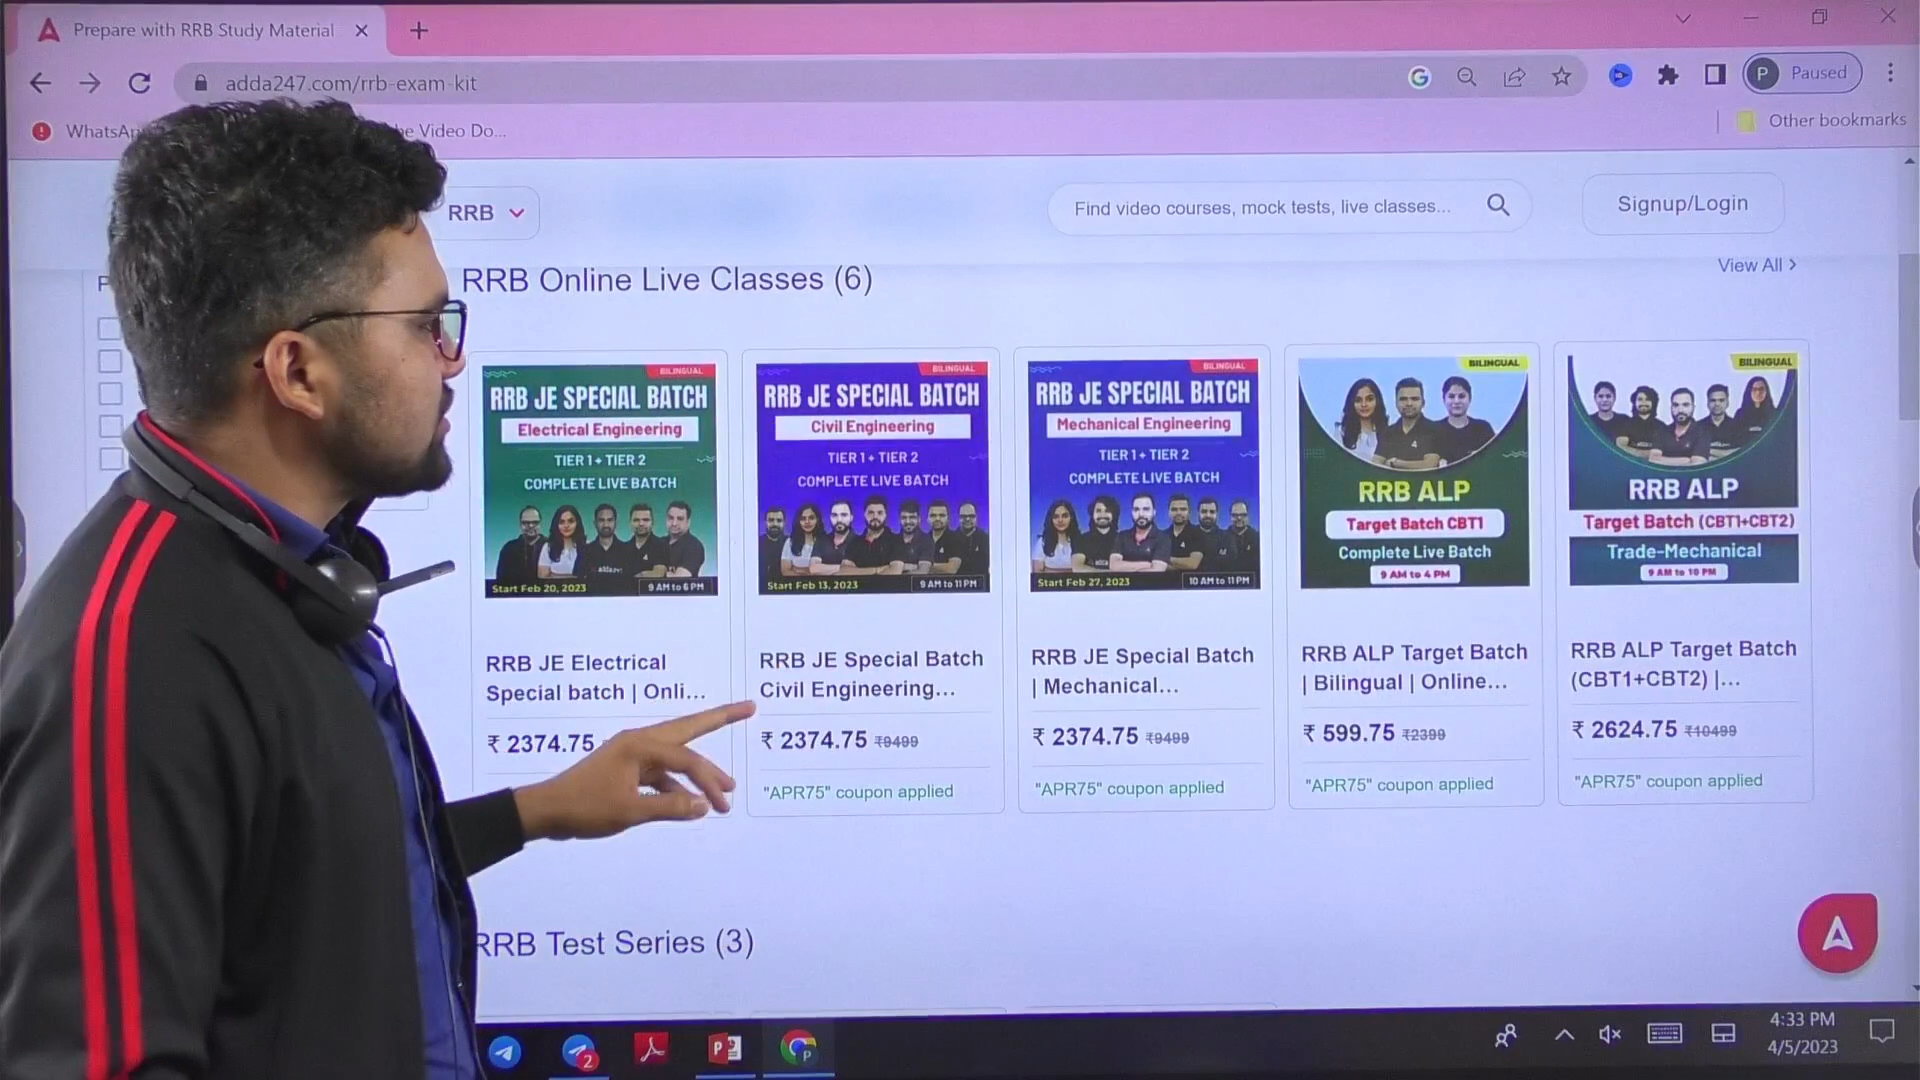 Prepare with RRB Study Material
adda247.com/rrb-exam-kit
P Paused
WhatsAp
he Video Do...
Other bookmarks
RRB
Find video courses, mock tests, live classes...
Signup/Login
RRB Online Live Classes (6)
View All >
BILINGUAL
RRB JE SPECIAL BATCH
Electrical Engineering
TIER 1 + TIER 2
COMPLETE LIVE BATCH
Start Feb 20, 2023
9 AM to 6 PM
RRB JE Electrical
Special batch | Onli...
₹ 2374.75
BILINGUAL
RRB JE SPECIAL BATCH
Civil Engineering
TIER 1 + TIER 2
COMPLETE LIVE BATCH
Start Feb 13, 2023
9 AM to 11 PM
RRB JE Special Batch
Civil Engineering...
₹ 2374.75 ₹9499
"APR75" coupon applied
BILINGUAL
RRB JE SPECIAL BATCH
Mechanical Engineering
TIER 1 + TIER 2
COMPLETE LIVE BATCH
Start Feb 27, 2023
10 AM to 11 PM
RRB JE Special Batch
| Mechanical...
₹ 2374.75 ₹9499
"APR75" coupon applied
BILINGUAL
RRB ALP
Target Batch CBT1
Complete Live Batch
9 AM to 4 PM
RRB ALP Target Batch
| Bilingual | Online...
₹ 599.75 ₹2399
"APR75" coupon applied
BILINGUAL
RRB ALP
Target Batch (CBT1+CBT2)
Trade-Mechanical
9 AM to 10 PM
RRB ALP Target Batch
(CBT1+CBT2) |...
₹ 2624.75 ₹10499
"APR75" coupon applied
RRB Test Series (3)
2
4:33 PM
4/5/2023